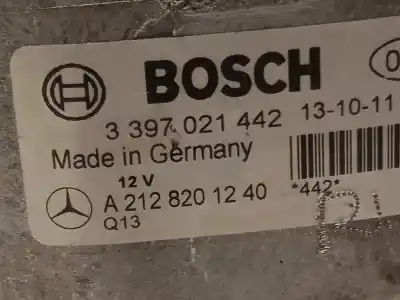 BOSCH
3 397 021 442 13-10-11
Made in Germany
12 V
A 212 820 12 40 *442*
Q13